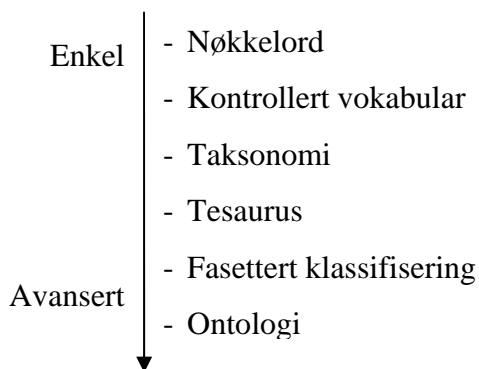 Enkel
- Nøkkelord
- Kontrollert vokabular
- Taksonomi
- Tesaurus
- Fasettert klassifisering
Avansert
- Ontologi